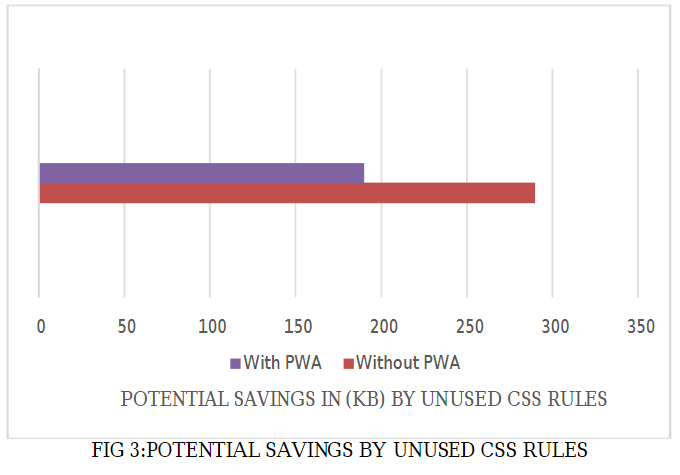 0 50 100 150 200 250 300 350
With PWA Without PWA
POTENTIAL SAVINGS IN (KB) BY UNUSED CSS RULES
FIG 3:POTENTIAL SAVINGS BY UNUSED CSS RULES